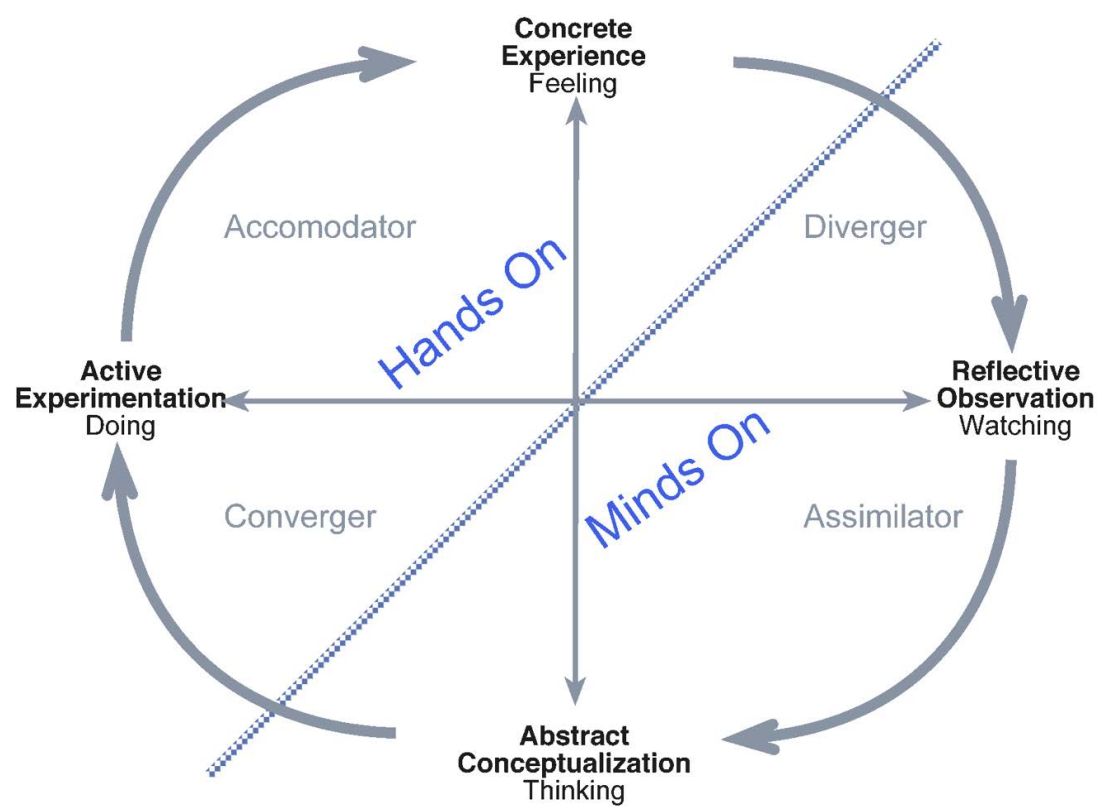 Concrete
Experience
Feeling
Accomodator
Diverger
Hands On
Active
Experimentation
Doing
Reflective
Observation
Watching
Minds On
Converger
Assimilator
Abstract
Conceptualization
Thinking